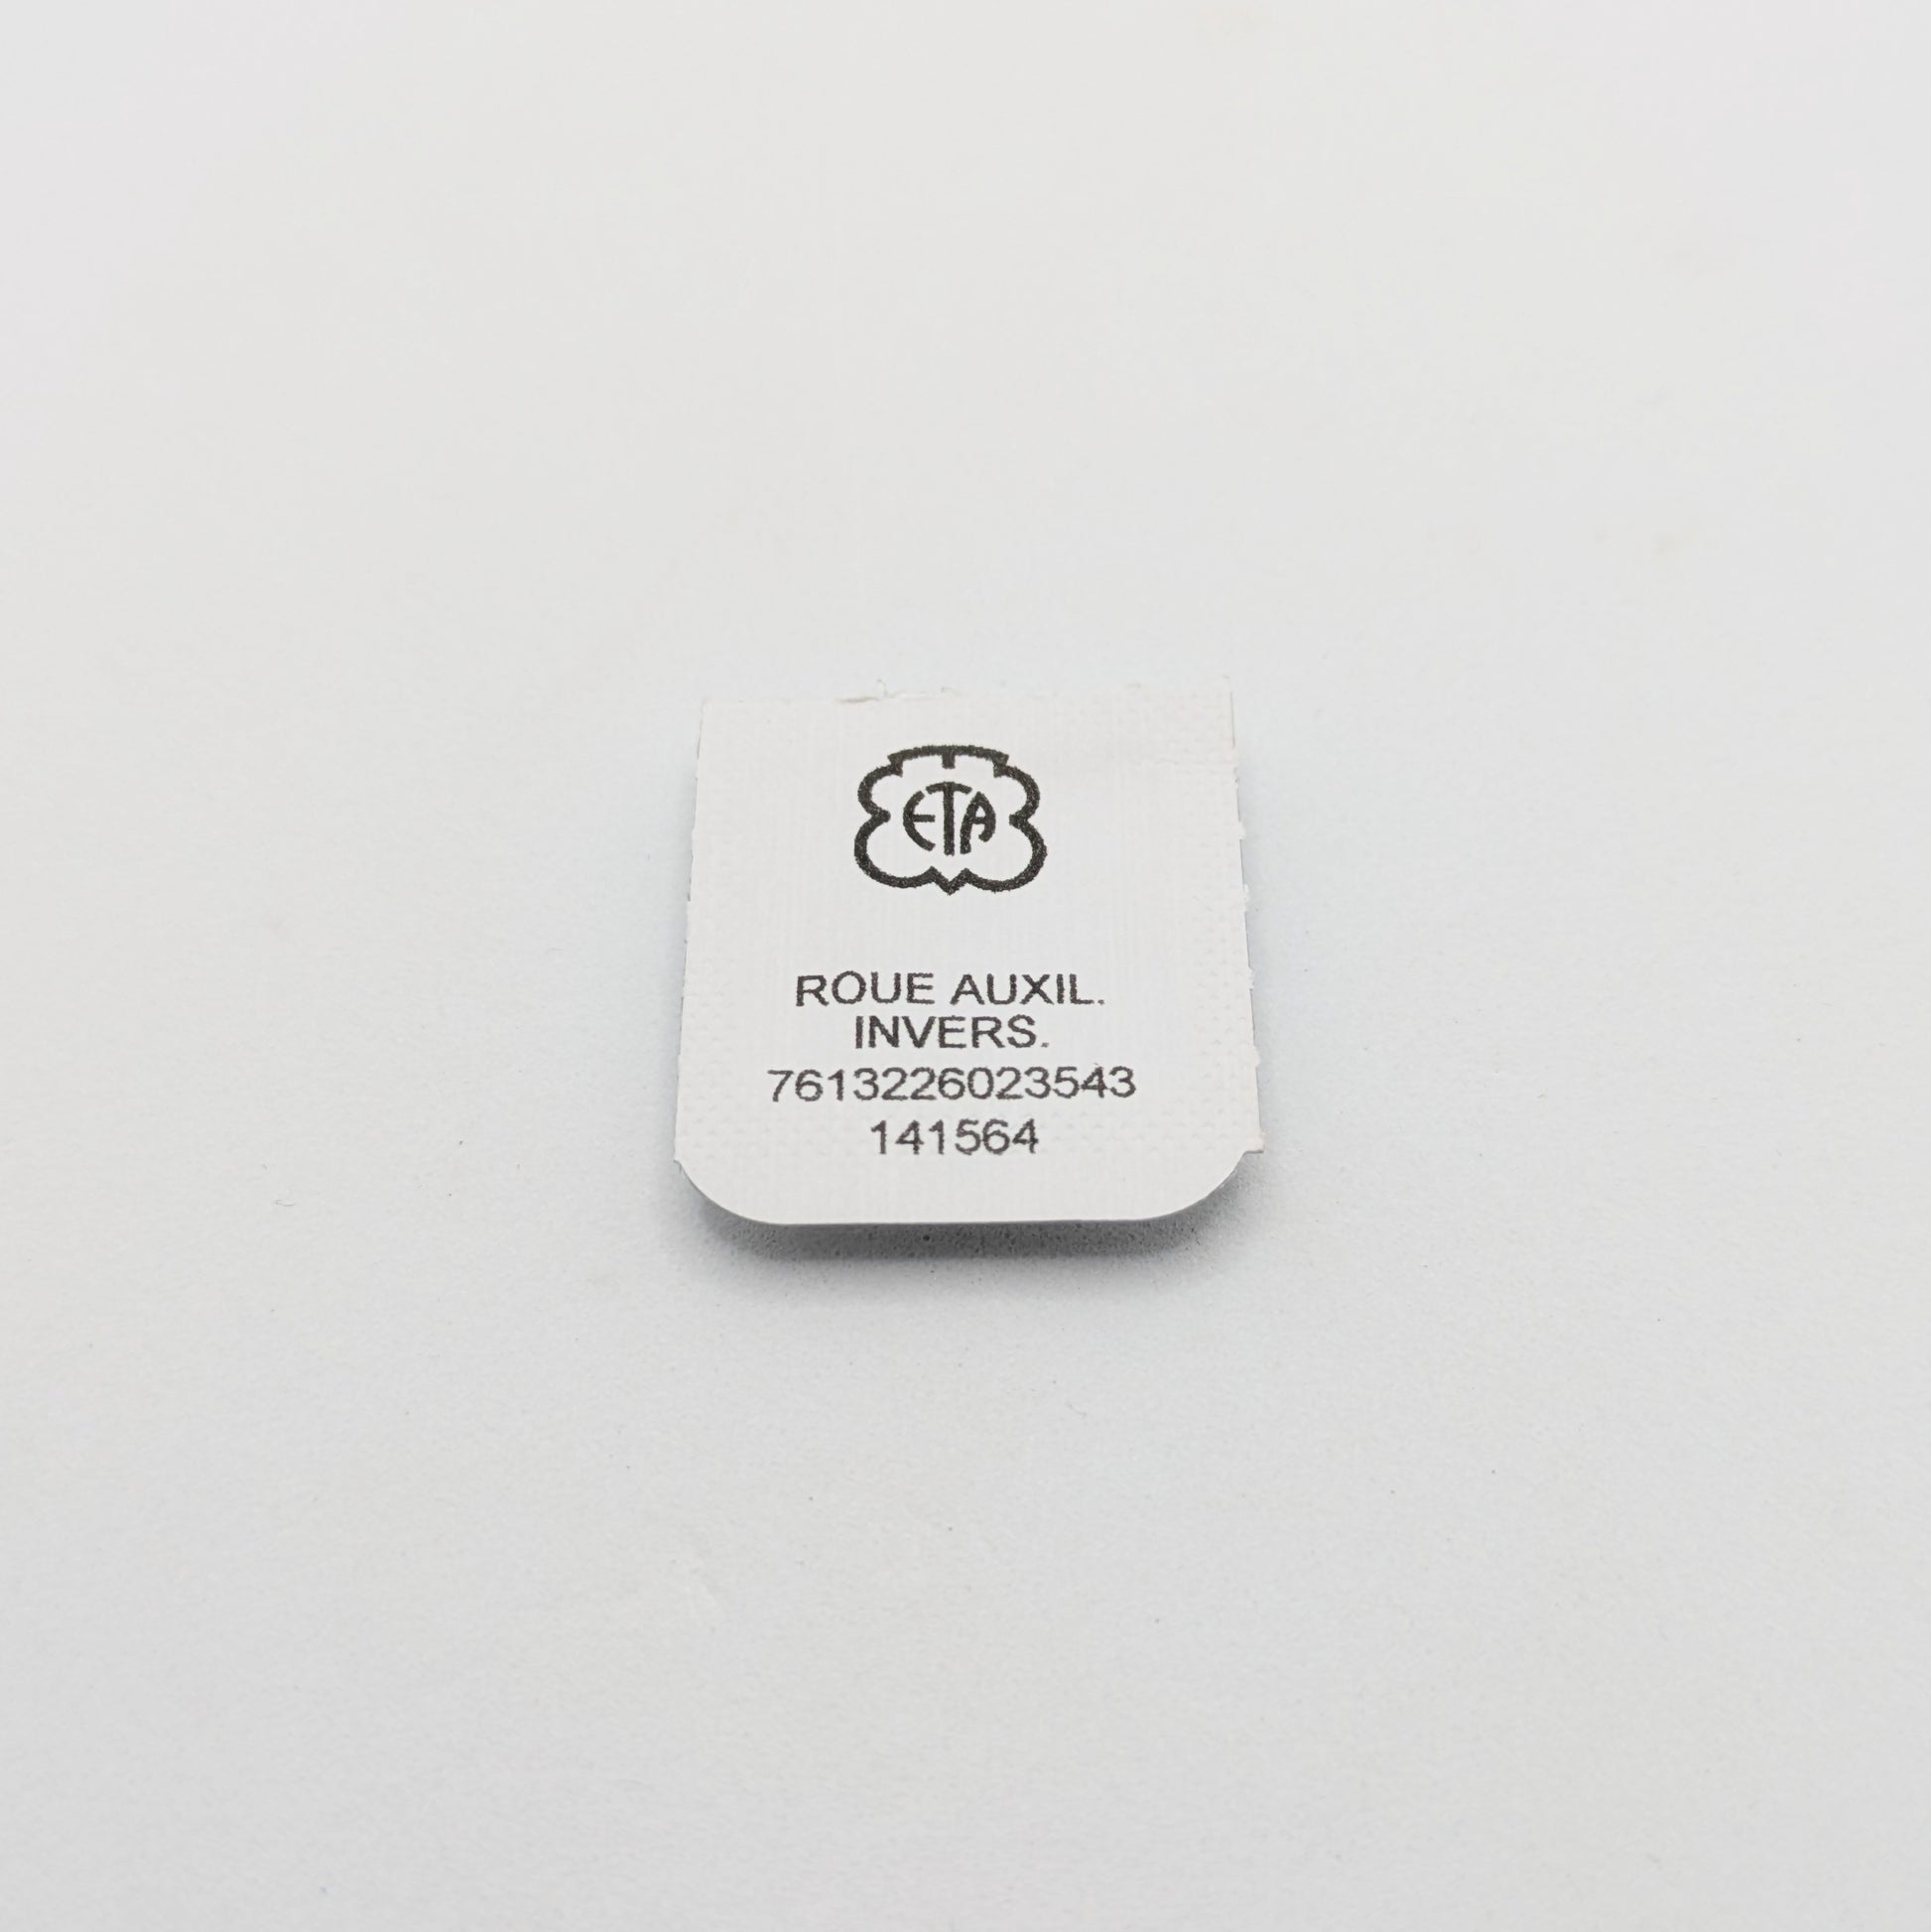 ETA
ROUE AUXIL.
INVERS.
7613226023543
141564